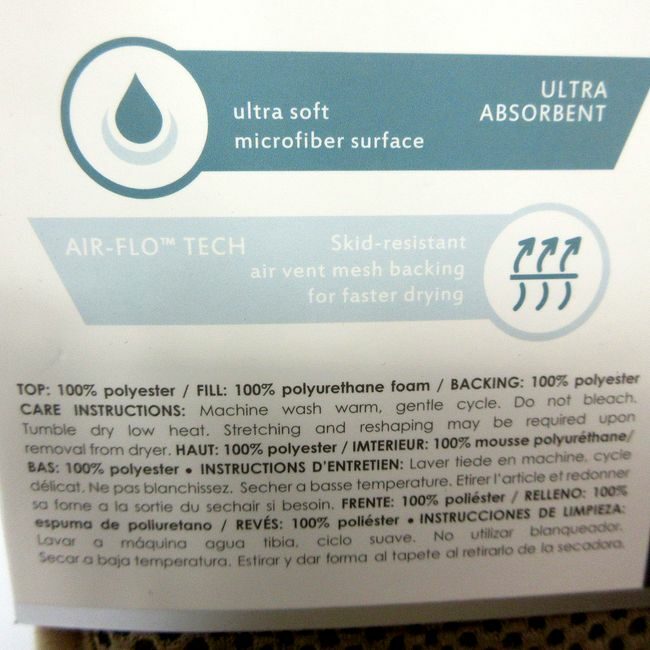 ultra soft
microfiber surface
ULTRA
ABSORBENT
AIR-FLO™ TECH
Skid-resistant
air vent mesh backing
for faster drying
TOP: 100% polyester / FILL: 100% polyurethane foam / BACKING: 100% polyester
CARE INSTRUCTIONS: Machine wash warm, gentle cycle. Do not bleach.
Tumble dry low heat. Stretching and reshaping may be required upon
removal from dryer. HAUT: 100% polyester / IMTERIEUR: 100% mousse polyuréthane/
BAS: 100% polyester • INSTRUCTIONS D'ENTRETIEN: Laver tiede en machine, cycle
délicat. Ne pas blanchissez. Secher a basse temperature. Etirer l'article et redonner
sa forne a la sortie du sechair si besoin. FRENTE: 100% poliéster / RELLENO: 100%
espuma de poliuretano / REVÉS: 100% poliéster • INSTRUCCIONES DE LIMPIEZA:
Lavar a máquina agua tibia, ciclo suave. No utilizar blanqueador.
Secar a baja temperatura. Estirar y dar forma al tapete al retirarlo de la secadora.